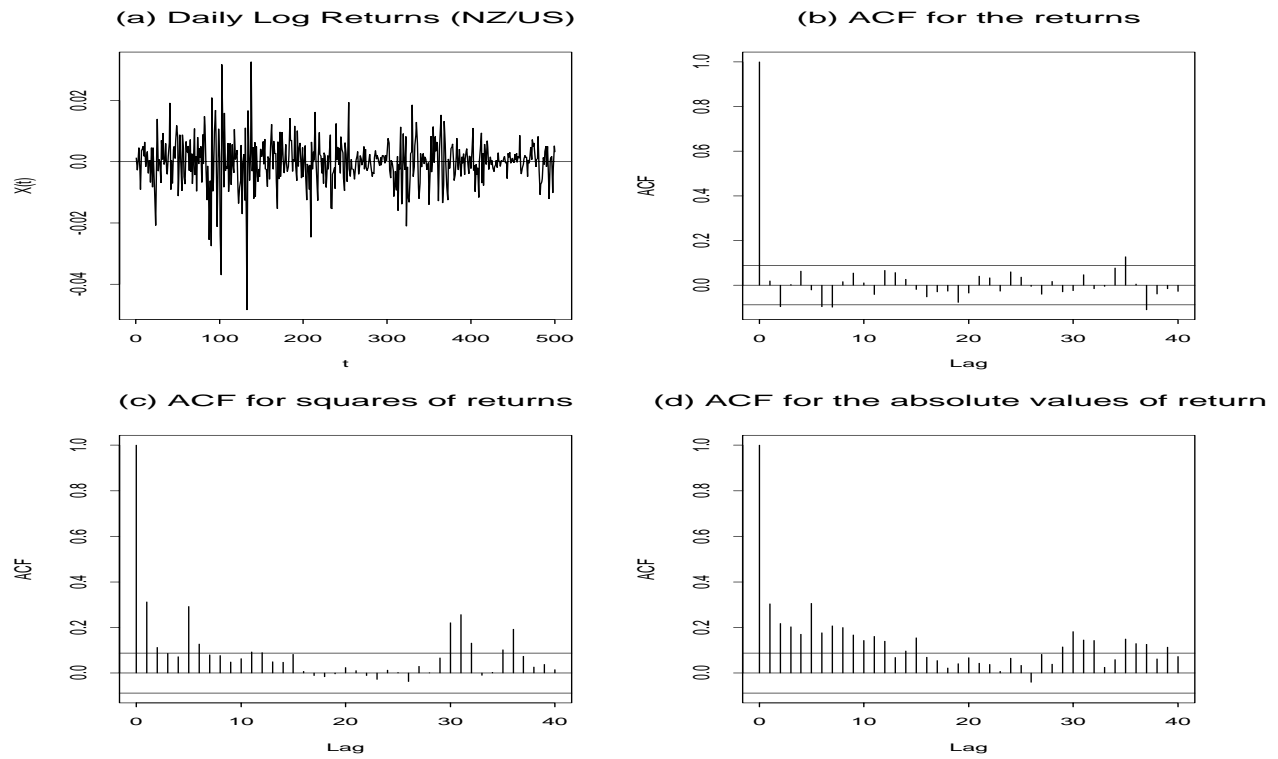 (a) Daily Log Returns (NZ/US)
X(t)
0.02
0.0
-0.02
-0.04
0 100 200 300 400 500
t
(b) ACF for the returns
ACF
1.0
0.8
0.6
0.4
0.2
0.0
0 10 20 30 40
Lag
(c) ACF for squares of returns
ACF
1.0
0.8
0.6
0.4
0.2
0.0
0 10 20 30 40
Lag
(d) ACF for the absolute values of return
ACF
1.0
0.8
0.6
0.4
0.2
0.0
0 10 20 30 40
Lag